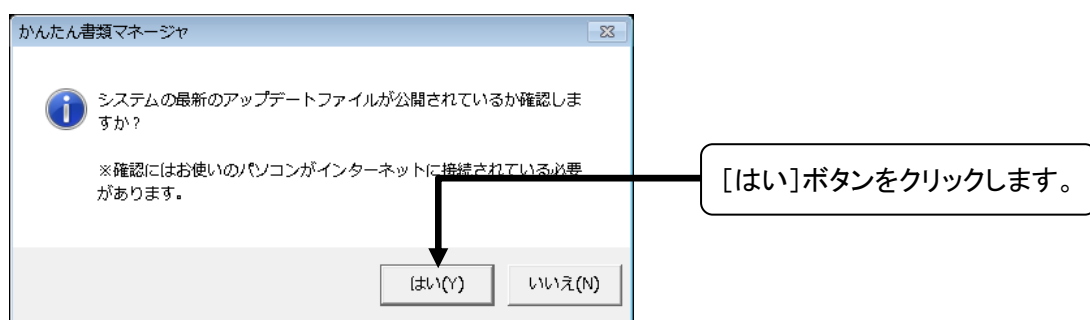 かんたん書類マネージャ
システムの最新のアップデートファイルが公開されているか確認しま
すか?
※確認にはお使いのパソコンがインターネットに接続されている必要
があります。
[はい]ボタンをクリックします。
はい(Y)
いいえ(N)